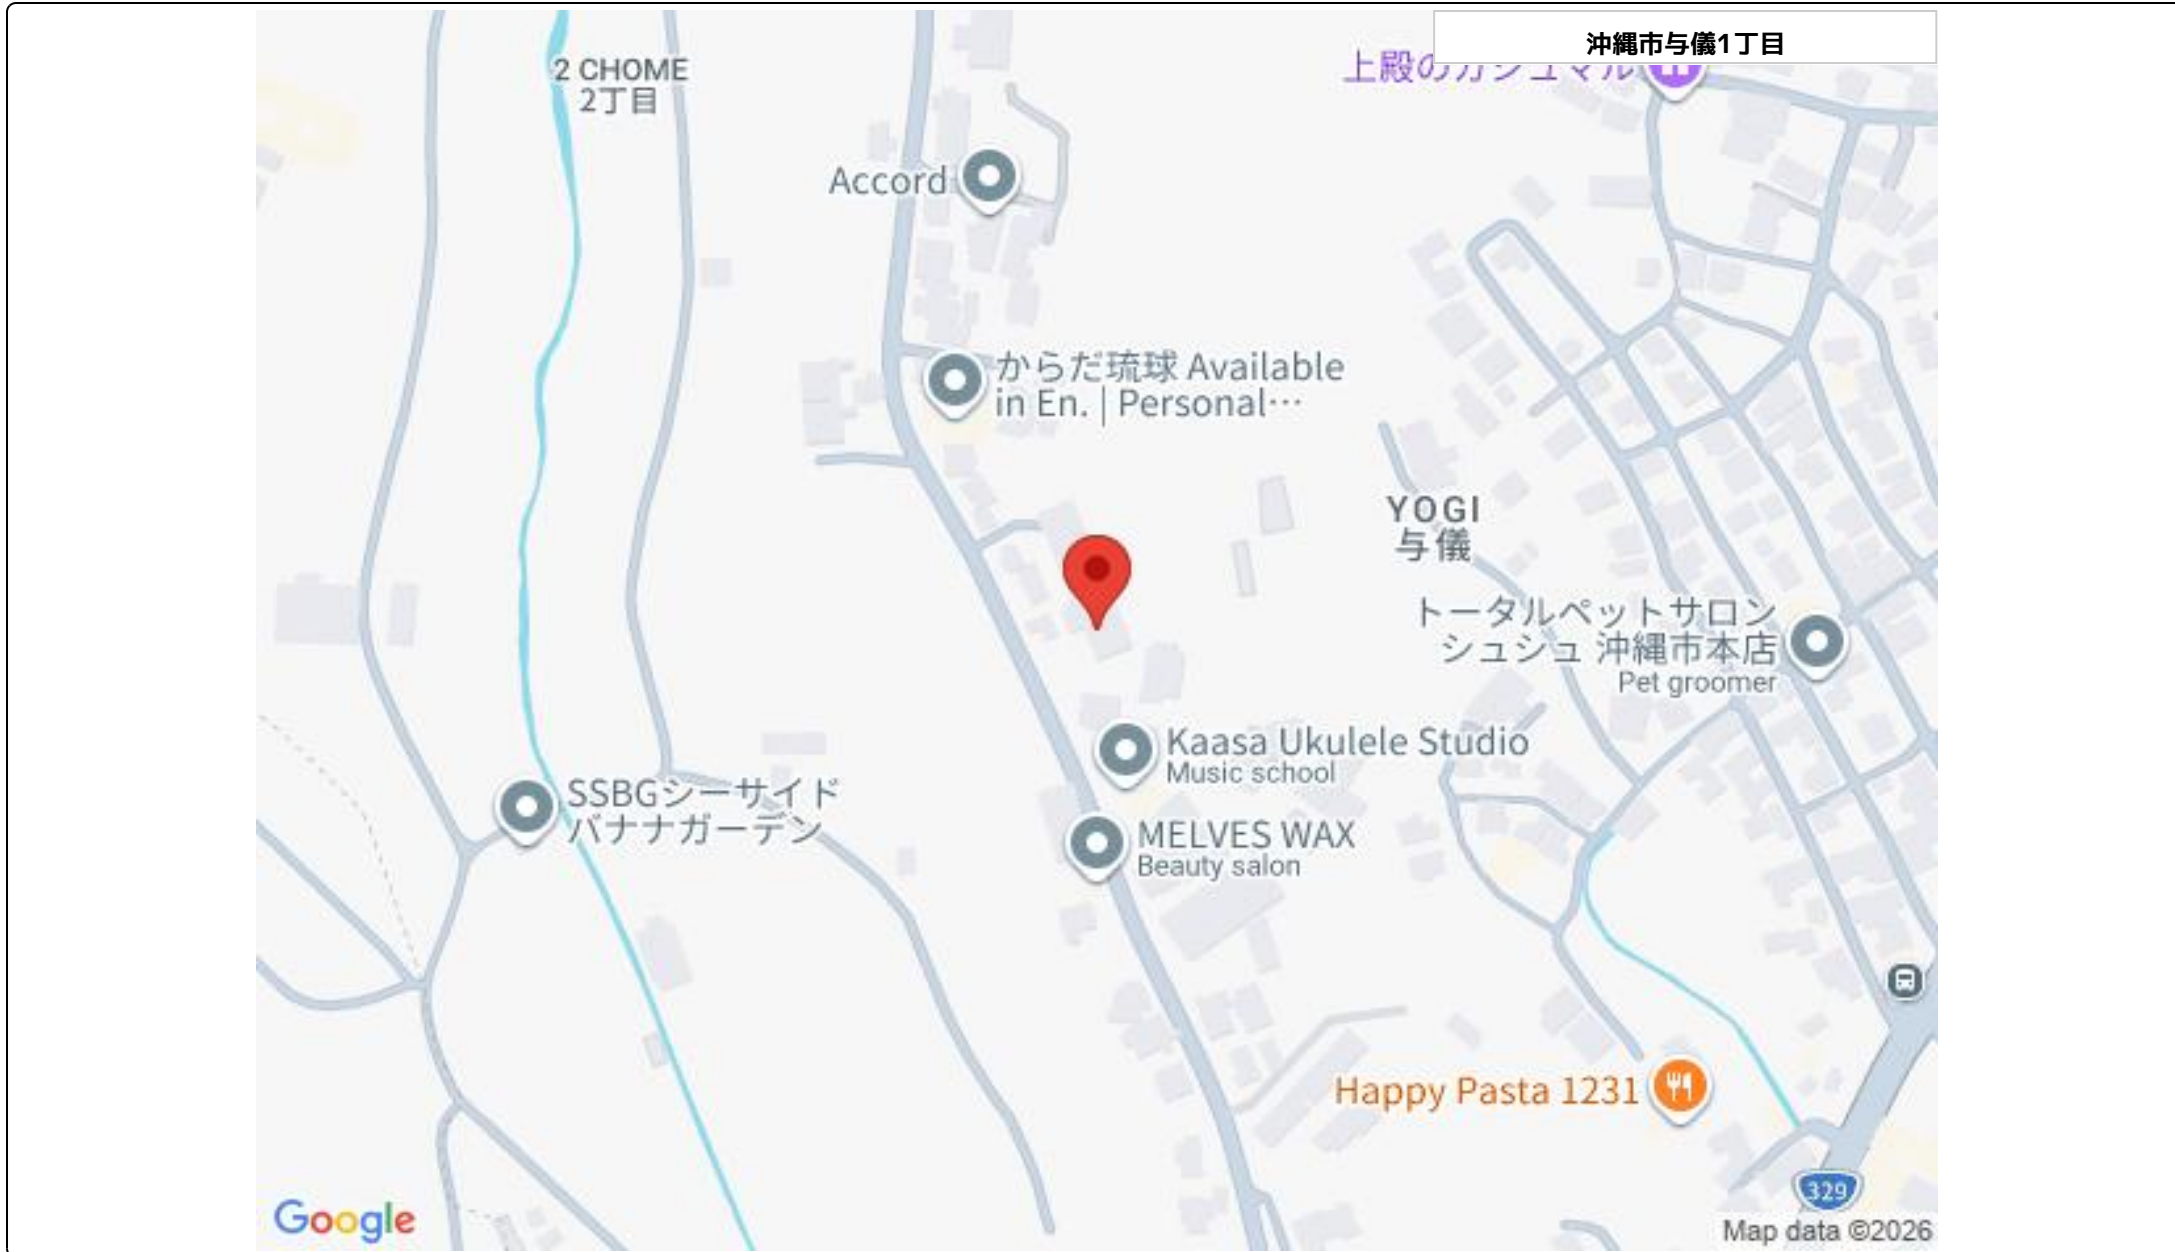 沖縄市与儀1丁目
2 CHOME
2丁目
Accord
からだ琉球 Available
in En. | Personal…
YOGI
与儀
トータルペットサロン
シュシュ 沖縄市本店
Pet groomer
Kaasa Ukulele Studio
Music school
SSBGシーサイド
バナナガーデン
MELVES WAX
Beauty salon
Happy Pasta 1231
329
Google
Map data ©2026